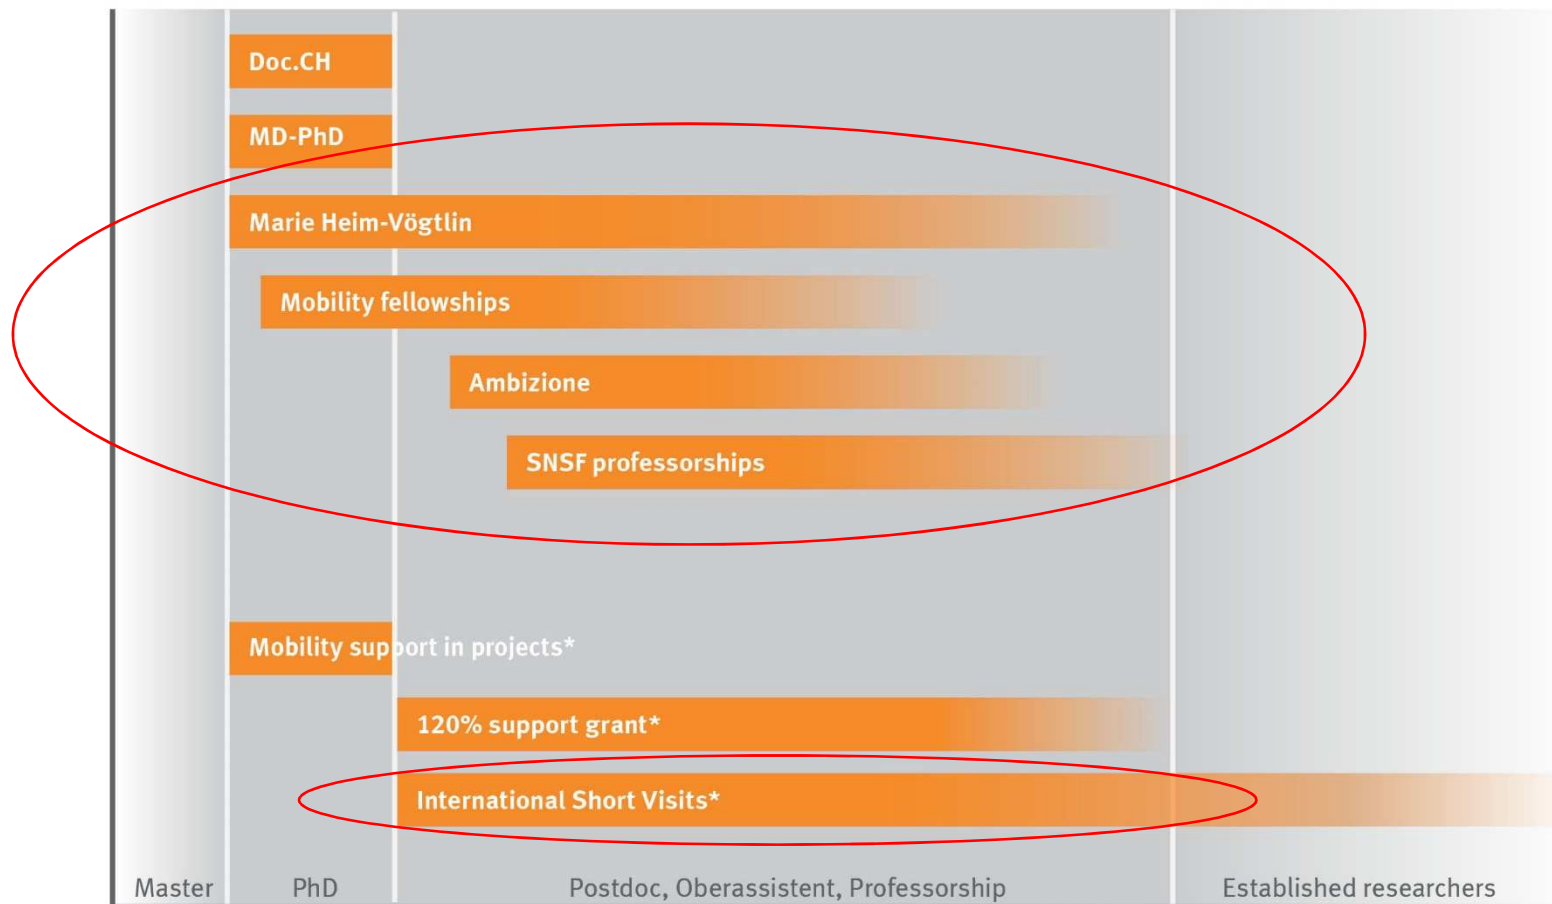 Doc.CH
MD-PhD
Marie Heim-Vögtlin
Mobility fellowships
Ambizione
SNSF professorships
Mobility support in projects*
120% support grant*
International Short Visits*
Master PhD Postdoc, Oberassistent, Professorship Established researchers